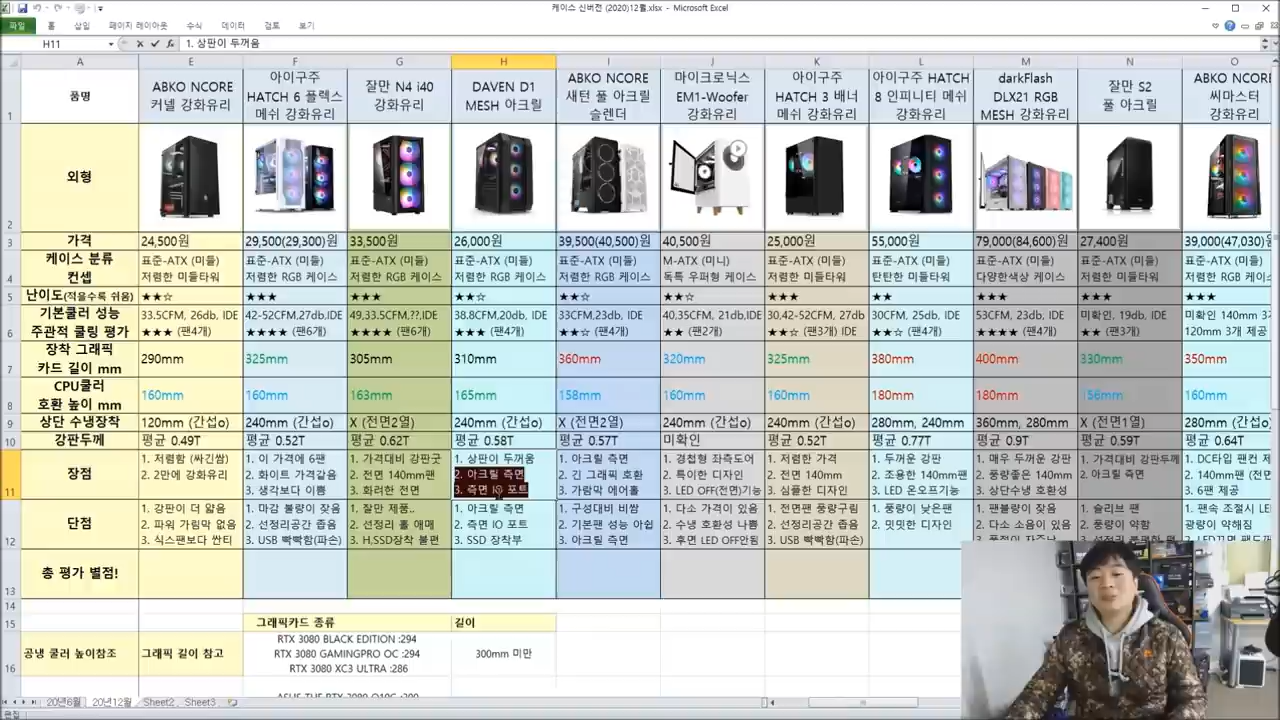 케이스 신버전 (2020)12월.xlsx - Microsoft Excel
파일 홈 삽입 페이지 레이아웃 수식 데이터 검토 보기
H11 fx 1. 상판이 두꺼움
A E F G H I J K L M N O
1 품명
ABKO NCORE
커넬 강화유리
아이구주
HATCH 6 플렉스
메쉬 강화유리
잘만 N4 i40
강화유리
DAVEN D1
MESH 아크릴
ABKO NCORE
새턴 풀 아크릴
슬렌더
마이크로닉스
EM1-Woofer
강화유리
아이구주
HATCH 3 배너
강화유리
아이구주 HATCH
8 인피니티 메쉬
강화유리
darkFlash
DLX21 RGB
MESH 강화유리
잘만 S2
풀 아크릴
ABKO NCORE
씨마스터
강화유리
2 외형
3 가격 24,500원 29,500(29,300)원 33,500원 26,000원 39,500(40,500)원 40,500원 25,000원 55,000원 79,000(84,600)원 27,400원 39,000(47,030)원
케이스 분류 표준-ATX (미들) 표준-ATX (미들) 표준-ATX (미들) 표준-ATX (미들) 표준-ATX (미들) M-ATX (미니) 표준-ATX (미들) 표준-ATX (미들) 표준-ATX (미들) 표준-ATX (미들) 표준-ATX (미들)
4 컨셉 저렴한 미들타워 저렴한 RGB 케이스 저렴한 RGB 케이스 저렴한 RGB 케이스 저렴한 RGB 케이스 독특 우퍼형 케이스 저렴한 미들타워 탄탄한 미들타워 다양한색상 케이스 저렴한 미들타워 저렴한 RGB 케이스
5 난이도(적을수록 쉬움) ★★☆ ★★★ ★★★ ★★☆ ★★☆ ★★☆ ★★★ ★★★ ★★★ ★★★ ★★★
기본쿨러 성능 33.5CFM, 26db, IDE 42-52CFM,27db,IDE 49,33.5CFM,??,IDE 38.8CFM,20db, IDE 33CFM,23db, IDE 40,35CFM, 21db,IDE 30,42-52CFM, 27db 30CFM, 25db, IDE 53CFM, 23db, IDE 미확인, 19db, IDE 미확인 140mm
6 주관적 쿨링 평가 ★★★ (팬4개) ★★★★ (팬6개) ★★★★ (팬6개) ★★★ (팬4개) ★★☆ (팬4개) ★★★ (팬2개) ★★☆ (팬3개) IDE ★★★ (팬4개) ★★★★ (팬4개) ★★ (팬3개) 120mm 3개 제공
장착 그래픽
7 카드 길이 mm 290mm 325mm 305mm 310mm 360mm 320mm 325mm 380mm 400mm 330mm 350mm
CPU쿨러
8 호환 높이 mm 160mm 160mm 163mm 165mm 158mm 160mm 160mm 180mm 180mm 156mm 160mm
9 상단 수냉장착 120mm (간섭o) 240mm (간섭o) X (전면2열) 240mm (간섭o) X (전면2열) 240mm (간섭o) 240mm (간섭o) 280mm, 240mm 360mm, 280mm X (전면1열) 280mm (간섭o)
10 강판두께 평균 0.49T 평균 0.52T 평균 0.62T 평균 0.58T 평균 0.57T 미확인 평균 0.52T 평균 0.77T 평균 0.9T 평균 0.59T 평균 0.64T
11 장점
1. 저렴함 (싸긴쌈)
2. 2만에 강화유리
1. 이 가격에 6팬
2. 화이트 가격같음
3. 생각보다 이쁨
1. 가격대비 강판굿
2. 전면 140mm팬
3. 화려한 전면
1. 상판이 두꺼움
2. 아크릴 측면
3. 측면 IO 포트
1. 아크릴 측면
2. 긴 그래픽 호환
3. 가람막 에어홀
1. 경첩형 좌측도어
2. 특이한 디자인
3. LED OFF(전면)기능
1. 저렴한 가격
2. 전면 140mm
3. 심플한 디자인
1. 두꺼운 강판
2. 조용한 140mm팬
3. LED 온오프기능
1. 매우 두꺼운 강판
2. 풍량좋은 140mm
3. 상단수냉 호환성
1. 가격대비 강판두께
2. 아크릴 측면
1. DC타입 팬컨 제
2. 140mm 팬 제공
3. 6팬 제공
12 단점
1. 강판이 더 얇음..
2. 파워 가림막 없음
3. 식스팬보다 싼티
1. 마감 불량이 잦음
2. 선정리공간 좁음
3. USB 빡빡함(파손)
1. 잘만 제품..
2. 선정리 홀 애매
3. H,SSD장착 불편
1. 아크릴 측면
2. 측면 IO 포트
3. SSD 장착부
1. 구성대비 비쌈
2. 기본팬 성능 아쉽
3. 아크릴 측면
1. 다소 가격이 있음
2. 수냉 호환성 나쁨
3. 후면 LED OFF안됨
1. 전면팬 풍량구림
2. 선정리공간 좁음
3. USB 빡빡함(파손)
1. 풍량이 낮은팬
2. 밋밋한 디자인
1. 팬불량이 잦음
2. 다소 소음이 있음
1. 슬리브 팬
2. 풍량이 약함
1. 팬속 조절시 LED
광량이 약해짐
13 총 평가 별점!
14
15 그래픽카드 종류 길이
16 공냉 쿨러 높이참조 그래픽 길이 참고
RTX 3080 BLACK EDITION :294
RTX 3080 GAMINGPRO OC :294
RTX 3080 XC3 ULTRA :286
300mm 미만
20년6월 20년12월 Sheet2 Sheet3
편집